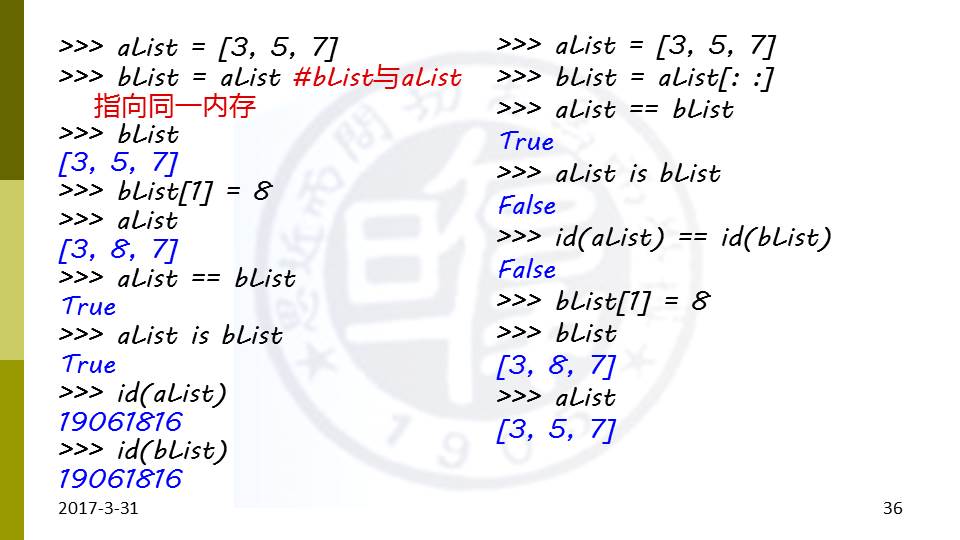 >>> aList = [3, 5, 7]
>>> bList = aList #bList与aList
指向同一内存
>>> bList
[3, 5, 7]
>>> bList[1] = 8
>>> aList
[3, 8, 7]
>>> aList == bList
True
>>> aList is bList
True
>>> id(aList)
19061816
>>> id(bList)
19061816
>>> aList = [3, 5, 7]
>>> bList = aList[: :]
>>> aList == bList
True
>>> aList is bList
False
>>> id(aList) == id(bList)
False
>>> bList[1] = 8
>>> bList
[3, 8, 7]
>>> aList
[3, 5, 7]
2017-3-31
36